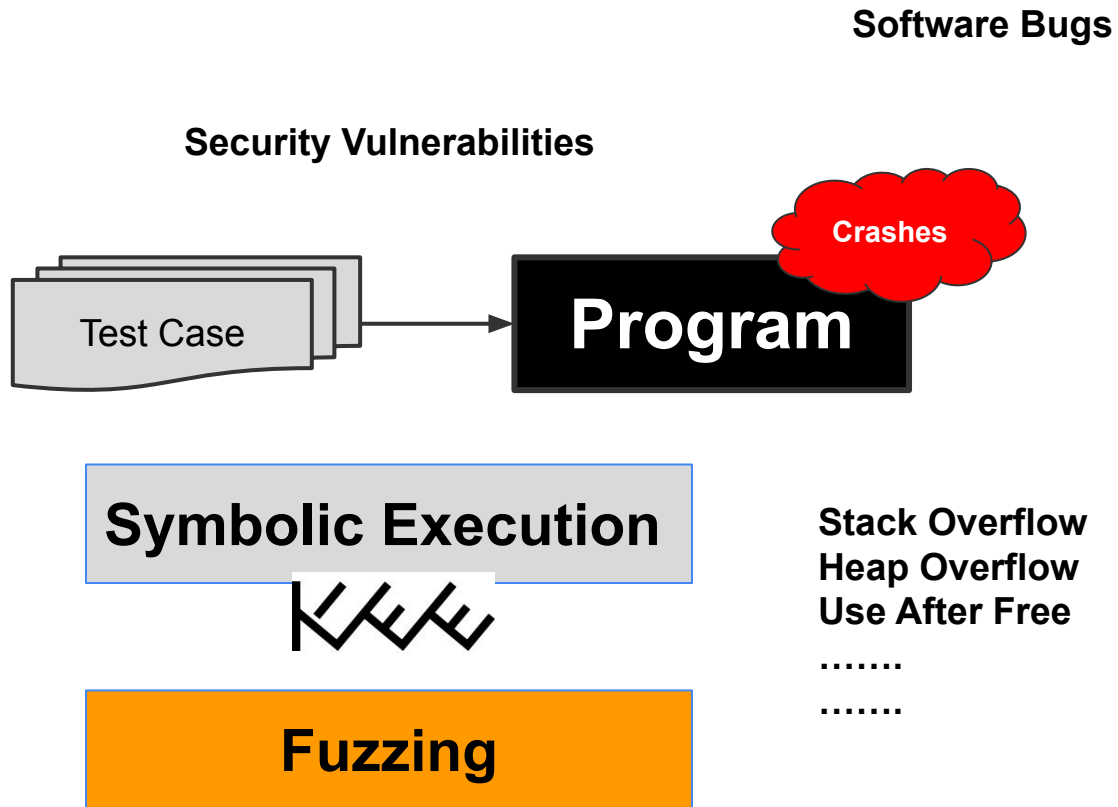 Software Bugs
Security Vulnerabilities
Crashes
Test Case
Program
Symbolic Execution
KLEE
Stack Overflow
Heap Overflow
Use After Free
…….
…….
Fuzzing